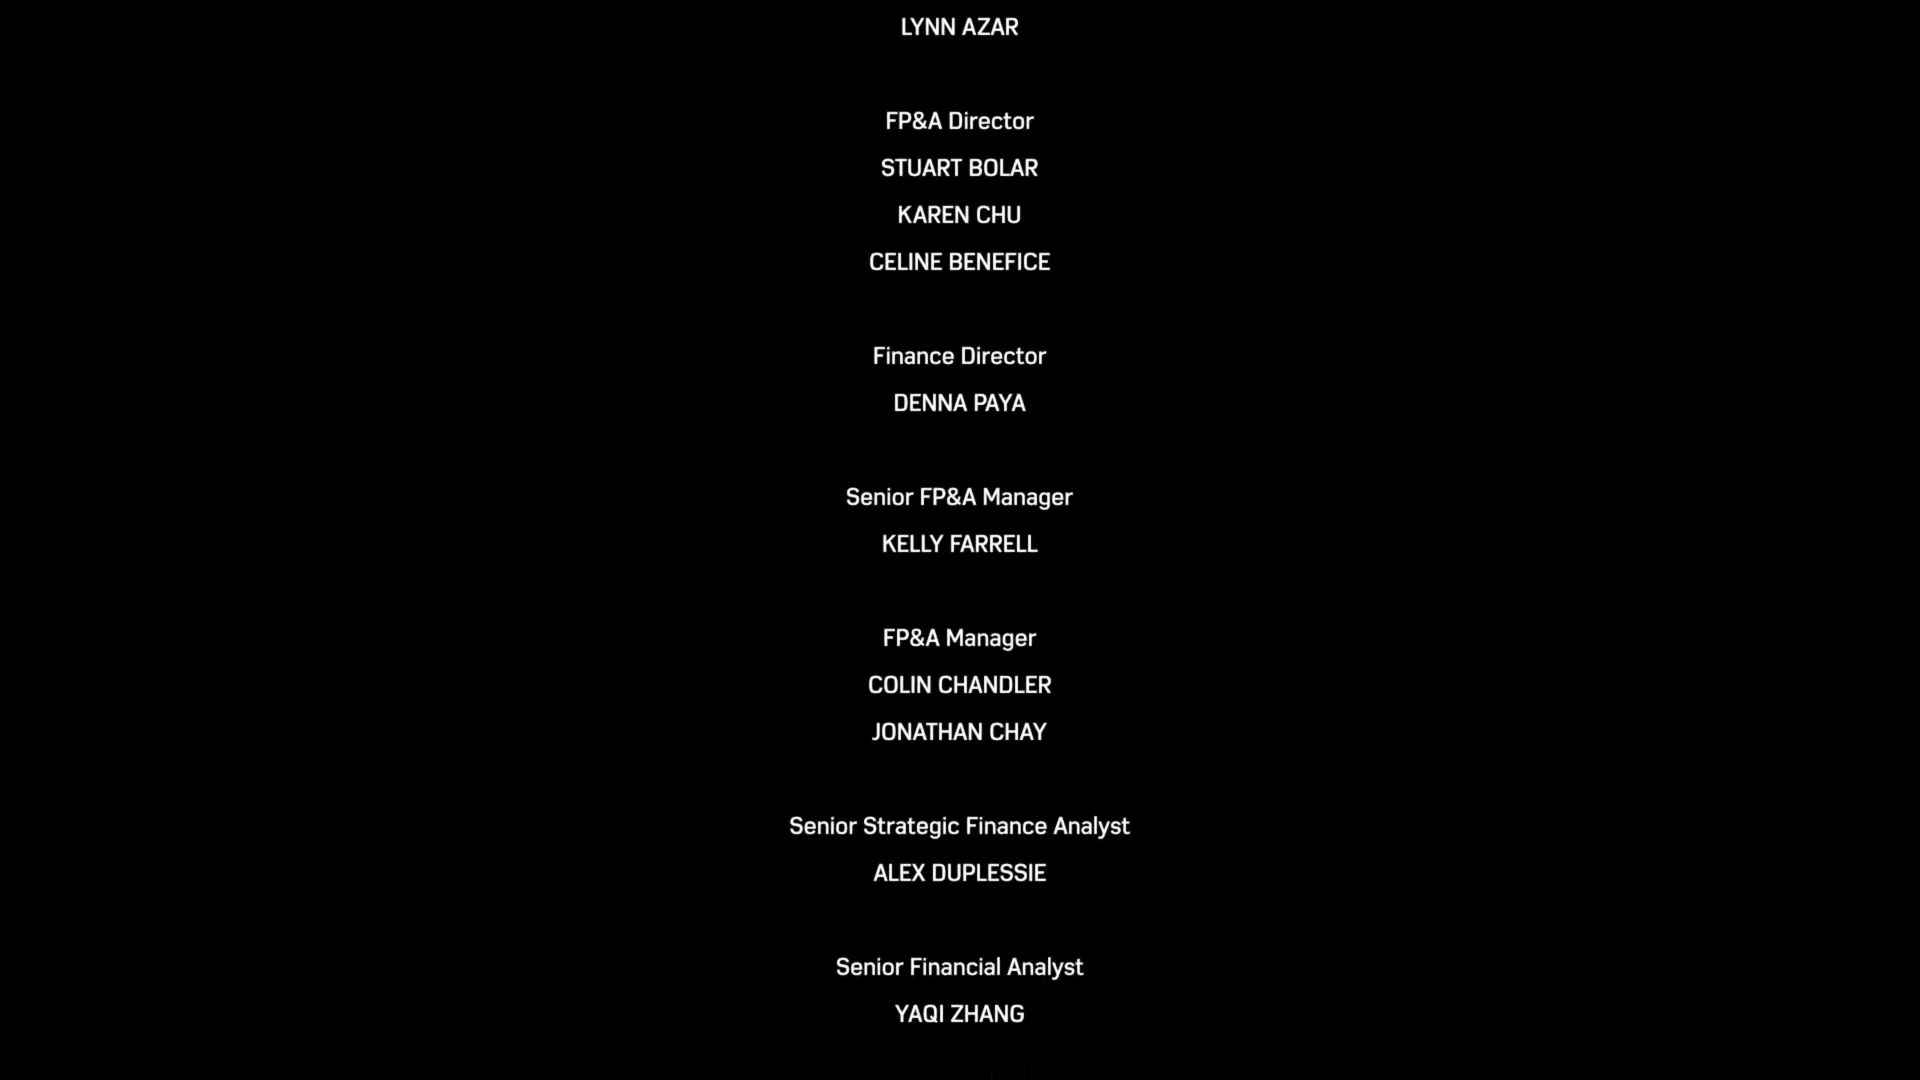 LYNN AZAR
FP&A Director
STUART BOLAR
KAREN CHU
CELINE BENEFICE
Finance Director
DENNA PAYA
Senior FP&A Manager
KELLY FARRELL
FP&A Manager
COLIN CHANDLER
JONATHAN CHAY
Senior Strategic Finance Analyst
ALEX DUPLESSIE
Senior Financial Analyst
YAQI ZHANG